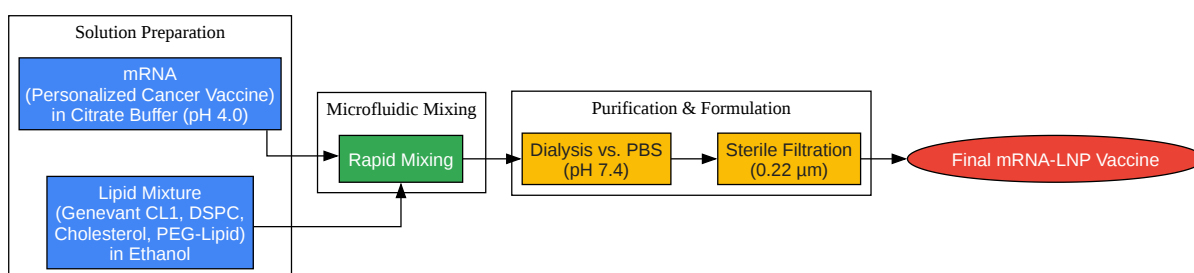 Solution Preparation
mRNA
(Personalized Cancer Vaccine)
in Citrate Buffer (pH 4.0)
Lipid Mixture
(Genevant CL1, DSPC,
Cholesterol, PEG-Lipid)
in Ethanol
Microfluidic Mixing
Rapid Mixing
Purification & Formulation
Dialysis vs. PBS
(pH 7.4)
Sterile Filtration
(0.22 µm)
Final mRNA-LNP Vaccine